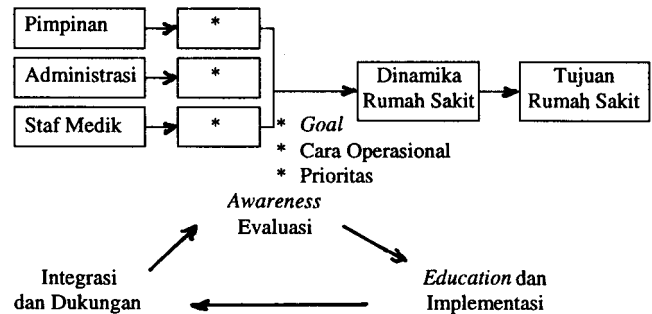 Pimpinan
*
Administrasi
*
Staf Medik
*
Dinamika
Rumah Sakit
Tujuan
Rumah Sakit
* Goal
* Cara Operasional
* Prioritas
Awareness
Evaluasi
Integrasi
dan Dukungan
Education dan
Implementasi